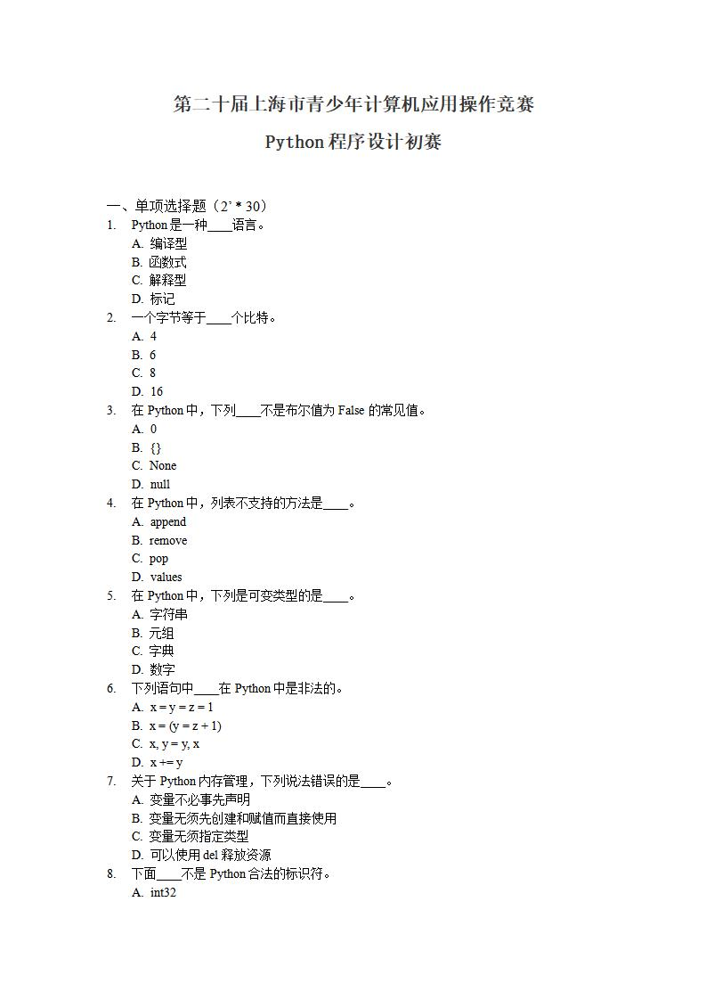 第二十届上海市青少年计算机应用操作竞赛
Python 程序设计初赛
一、单项选择题（2’ * 30）
1. Python 是一种____语言。
A. 编译型
B. 函数式
C. 解释型
D. 标记
2. 一个字节等于____个比特。
A. 4
B. 6
C. 8
D. 16
3. 在 Python 中，下列____不是布尔值为 False 的常见值。
A. 0
B. {}
C. None
D. null
4. 在 Python 中，列表不支持的方法是____。
A. append
B. remove
C. pop
D. values
5. 在 Python 中，下列是可变类型的是____。
A. 字符串
B. 元组
C. 字典
D. 数字
6. 下列语句中____在 Python 中是非法的。
A. x = y = z = 1
B. x = (y = z + 1)
C. x, y = y, x
D. x += y
7. 关于 Python 内存管理，下列说法错误的是____。
A. 变量不必事先声明
B. 变量无须先创建和赋值而直接使用
C. 变量无须指定类型
D. 可以使用 del 释放资源
8. 下面____不是 Python 合法的标识符。
A. int32